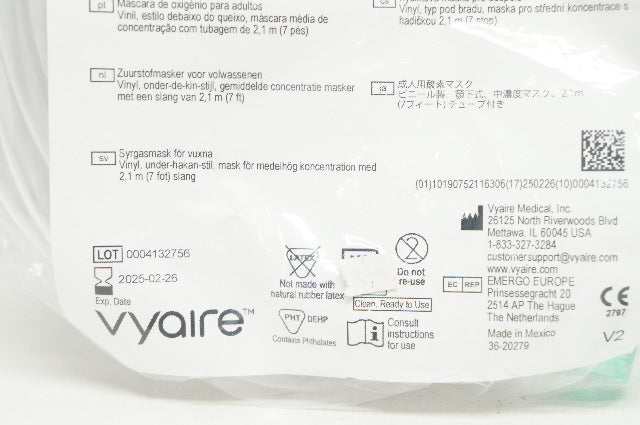 pt Máscara de oxigénio para adultos
Vinil, estilo debaixo do queixo, máscara média de
concentração com tubagem de 2,1 m (7 pés)
cs
Vinyl, typ pod bradu, maska pro střední koncentrace s
hadičkou 2,1 m (7 stop)
nl Zuurstofmasker voor volwassenen
Vinyl, onder-de-kin-stijl, gemiddelde concentratie masker
met een slang van 2,1 m (7 ft)
ja 成人用酸素マスク
ビニール製、顎下式、中濃度マスク、2.1m
(7フィート)チューブ付き
sv Syrgasmask för vuxna
Vinyl, under-hakan-stil, mask för medelhög koncentration med
2,1 m (7 fot) slang
(01)10190752116306(17)250226(10)0004132756
LOT 0004132756
2025-02-26
Exp. Date
vyaire™
LATEX
Not made with
natural rubber latex
PHT DEHP
Contains Phthalates
Clean, Ready to Use
2
Do not
re-use
i Consult
instructions
for use
Vyaire Medical, Inc.
26125 North Riverwoods Blvd
Mettawa, IL 60045 USA
1-833-327-3284
customersupport@vyaire.com
www.vyaire.com
EC REP EMERGO EUROPE
Prinsessegracht 20
2514 AP The Hague
The Netherlands
CE
2797
Made in Mexico
36-20279
V2